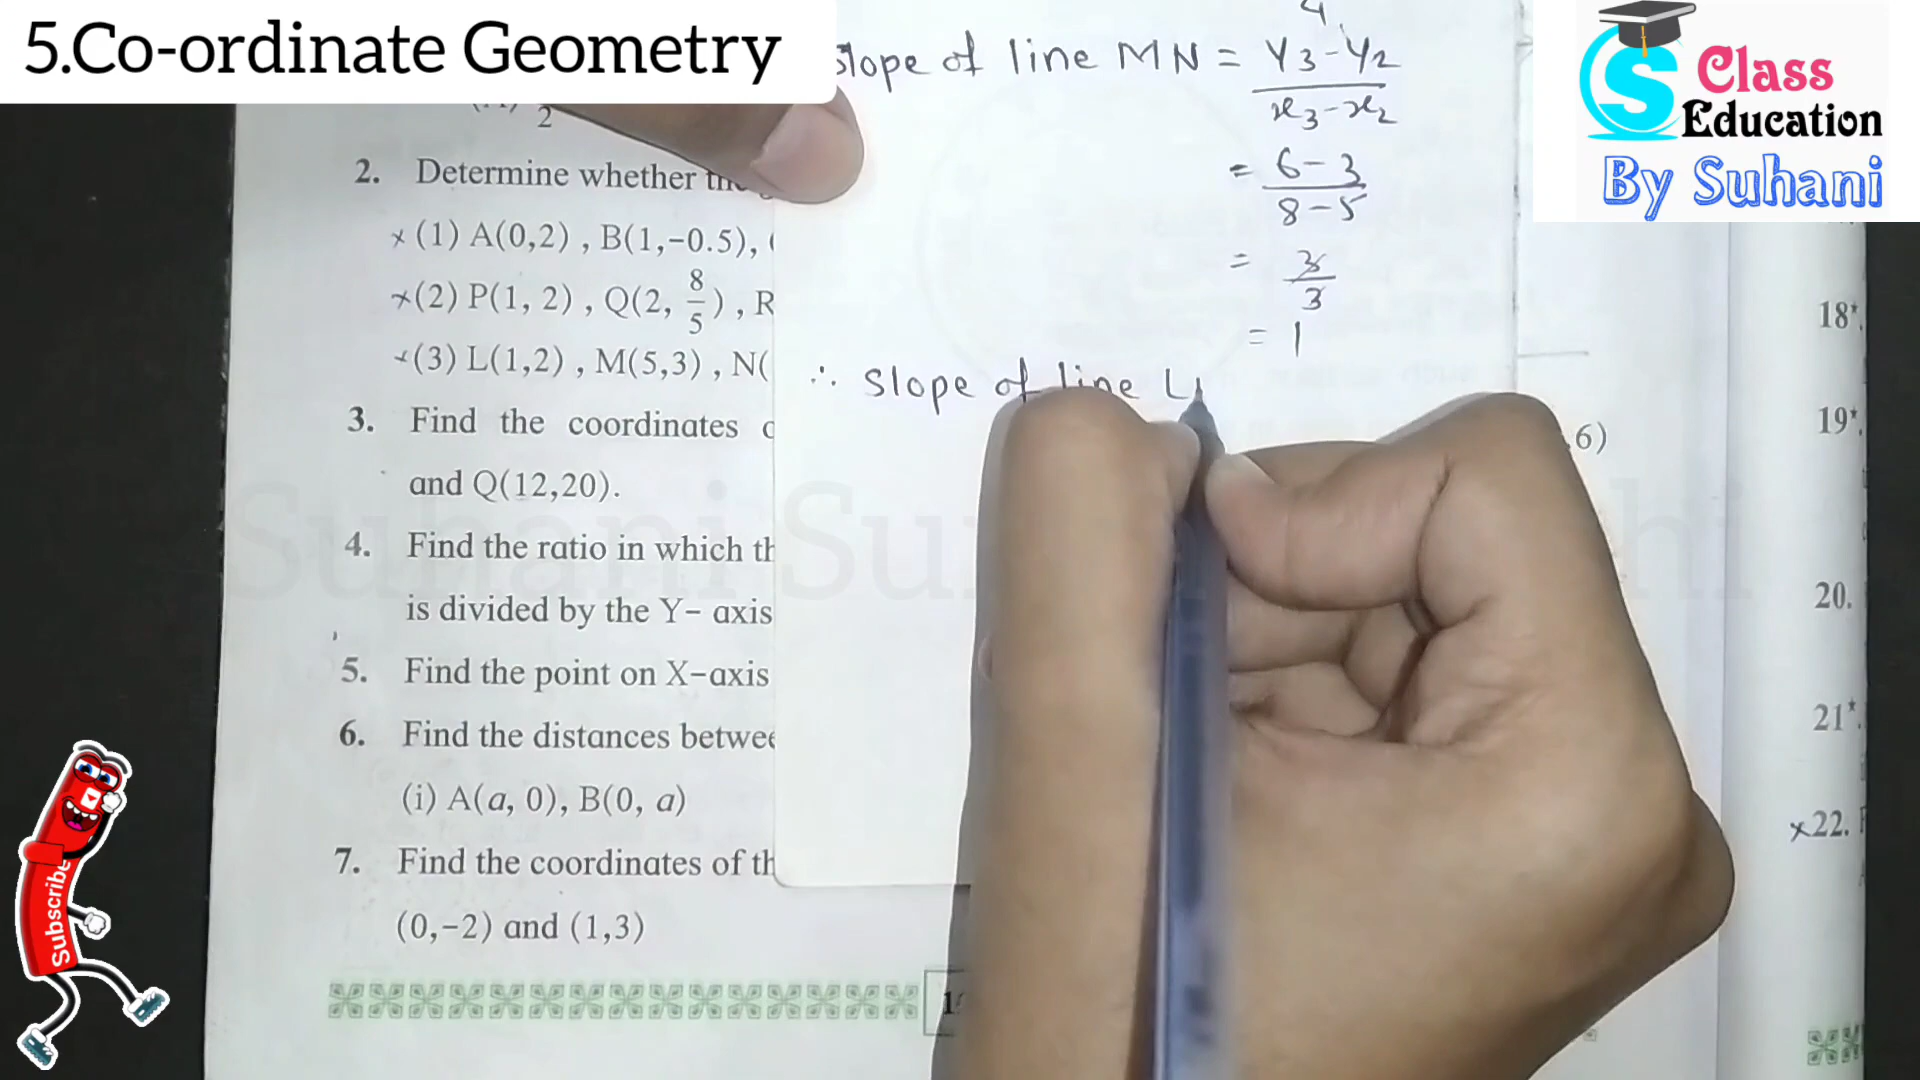 5.Co-ordinate Geometry
Class
Education
By Suhani
4
slope of line MN = y3-y2
x3-x2
= 6-3
8-5
= 3
3
= 1
∴ slope of line L
2
2. Determine whether
× (1) A(0,2) , B(1,-0.5),
×(2) P(1, 2) , Q(2, 8/5) , R
×(3) L(1,2) , M(5,3) , N(
3. Find the coordinates
and Q(12,20).
4. Find the ratio in which
is divided by the Y- axis
5. Find the point on X-axis
6. Find the distances
(i) A(a, 0), B(0, a)
7. Find the coordinates of
(0,-2) and (1,3)
6)
18*.
19*.
20.
21*.
×22.
Subscribe
Suhani